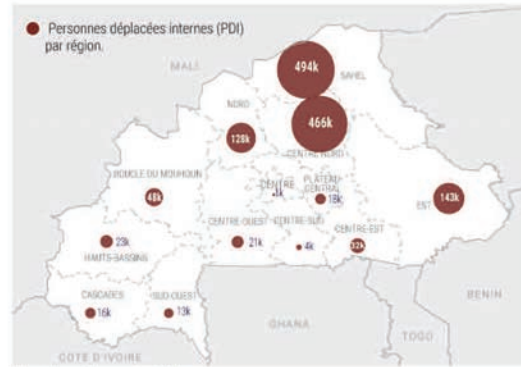 Personnes déplacées internes (PDI)
par région.
MALI
494k
SAHEL
NORD
466k
128k
CENTRE NORD
BOUCLE DU MOUHOUN
48k
CENTRE
1k
PLATEAU
CENTRAL
18k
EST
143k
23k
HAUTS-BASSINS
CENTRE-OUEST
21k
CENTRE-SUD
4k
CENTRE-EST
32k
CASCADES
16k
SUD-OUEST
13k
GHANA
TOGO
BENIN
COTE D'IVOIRE